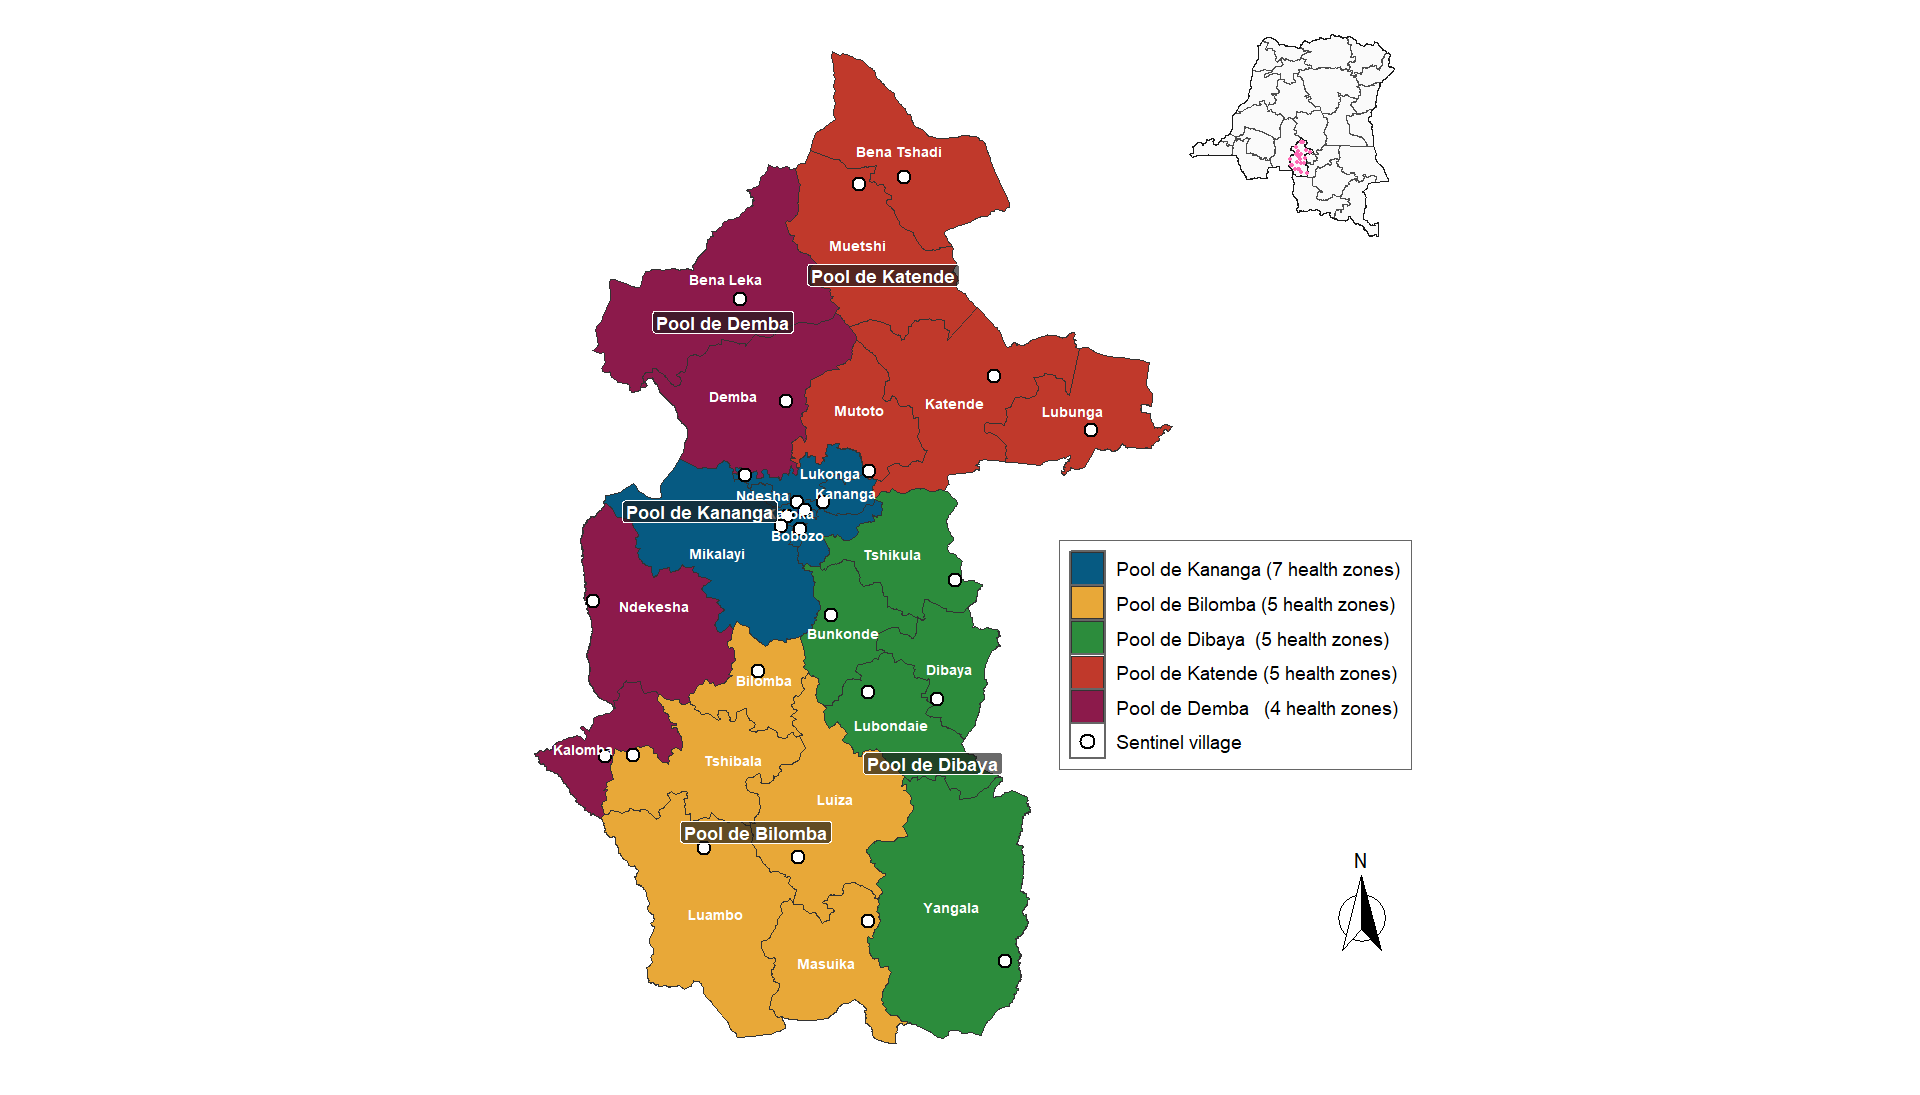 Bena Tshadi
Muetshi
Pool de Katende
Bena Leka
Pool de Demba
Demba
Mutoto
Katende
Lubunga
Lukonga
Ndesha
Kananga
Pool de Kananga
Bobozo
Mikalayi
Tshikula
Ndekesha
Bunkonde
Dibaya
Bilomba
Lubondaie
Kalomba
Tshibala
Pool de Dibaya
Luiza
Pool de Bilomba
Luambo
Yangala
Masuika
Pool de Kananga (7 health zones)
Pool de Bilomba (5 health zones)
Pool de Dibaya (5 health zones)
Pool de Katende (5 health zones)
Pool de Demba (4 health zones)
Sentinel village
N